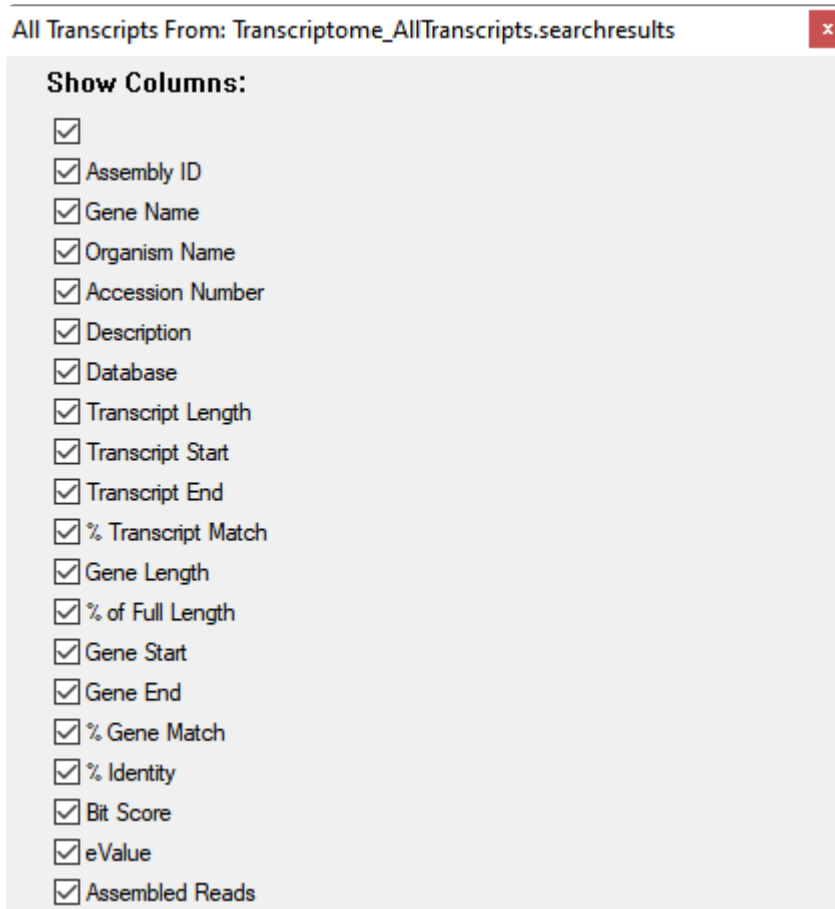 All Transcripts From: Transcriptome_AllTranscripts.searchresults
x
Show Columns:
Assembly ID
Gene Name
Organism Name
Accession Number
Description
Database
Transcript Length
Transcript Start
Transcript End
% Transcript Match
Gene Length
% of Full Length
Gene Start
Gene End
% Gene Match
% Identity
Bit Score
eValue
Assembled Reads